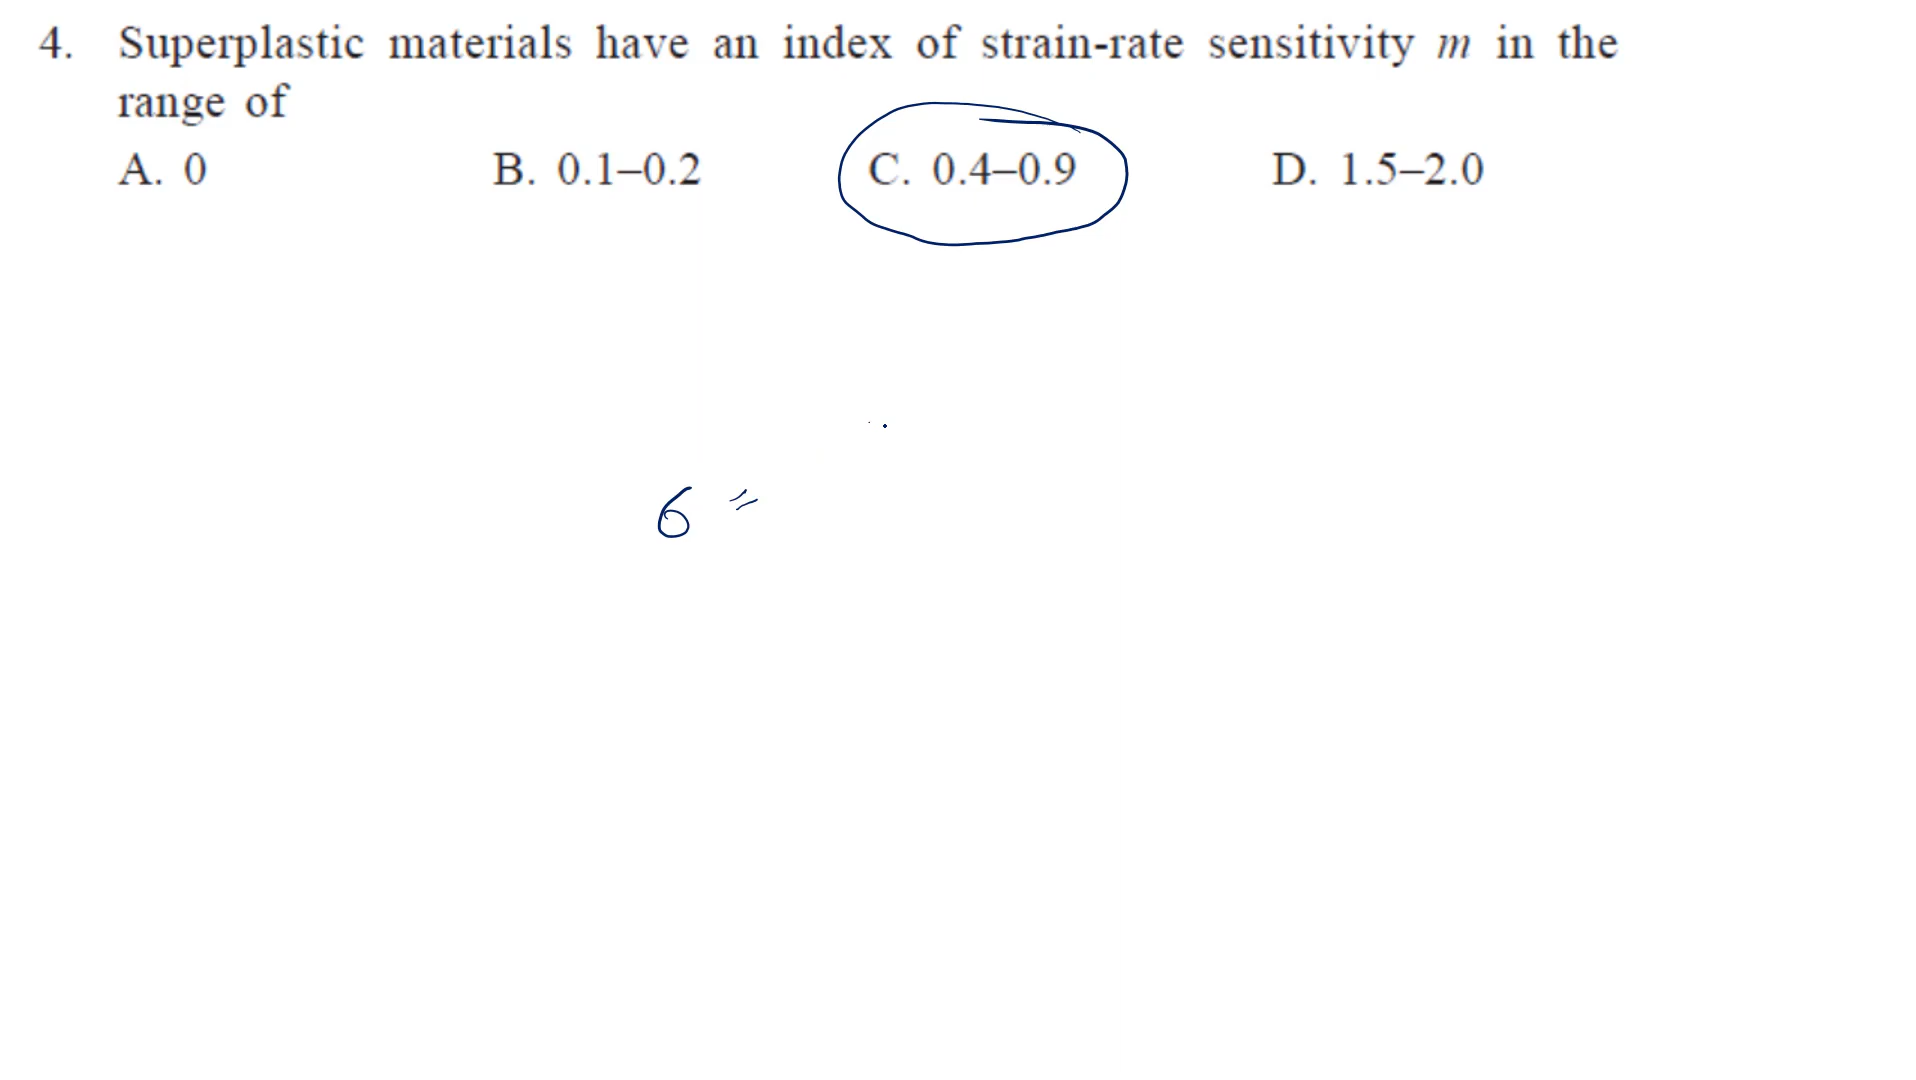 4. Superplastic materials have an index of strain-rate sensitivity m in the
range of
A. 0 B. 0.1–0.2 C. 0.4–0.9 D. 1.5–2.0
6 =